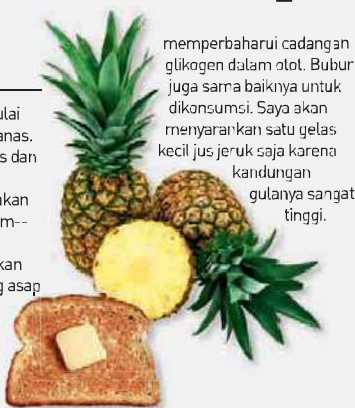 ulai
anas.
s dan
kan
m--
kan
g asap
memperbaharui cadangan
glikogen dalam otot. Bubur
juga sama baiknya untuk
dikonsumsi. Saya akan
menyarankan satu gelas
kecil jus jeruk saja karena
kandungan
gulanya sangat
tinggi.